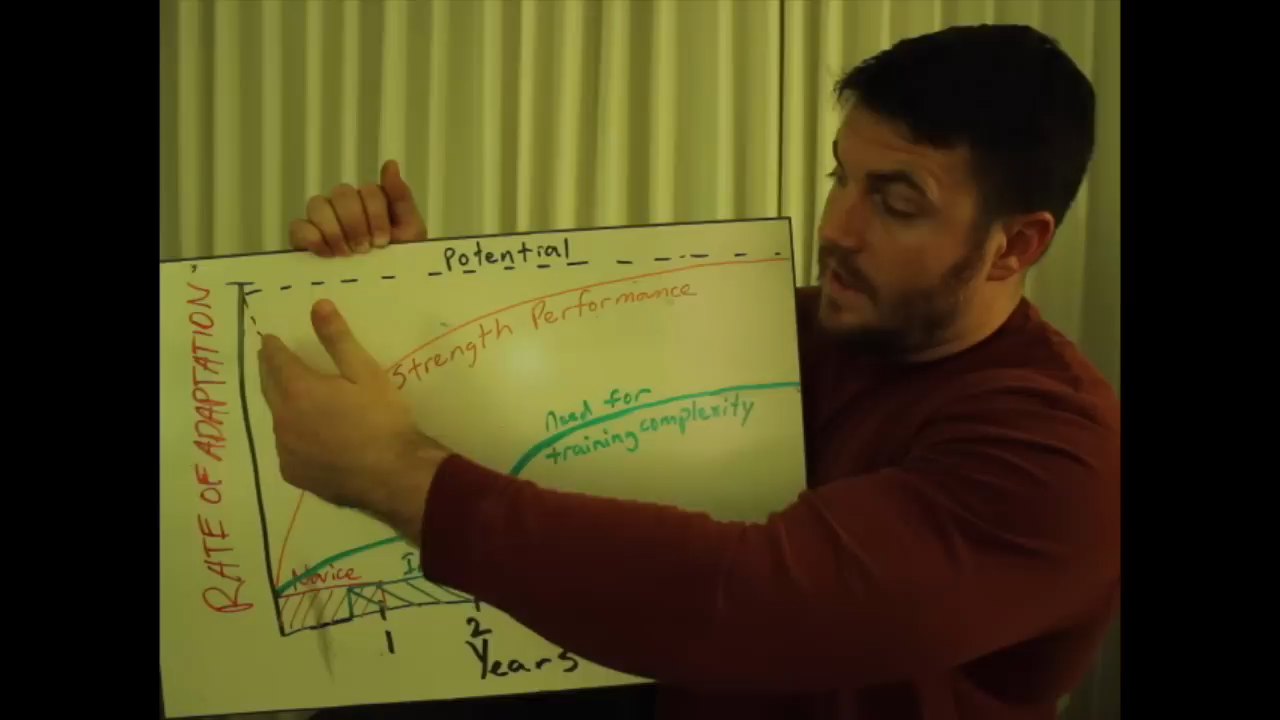 Potential
RATE OF ADAPTATION
Strength Performance
Need for
training complexity
Novice
1
2
Years